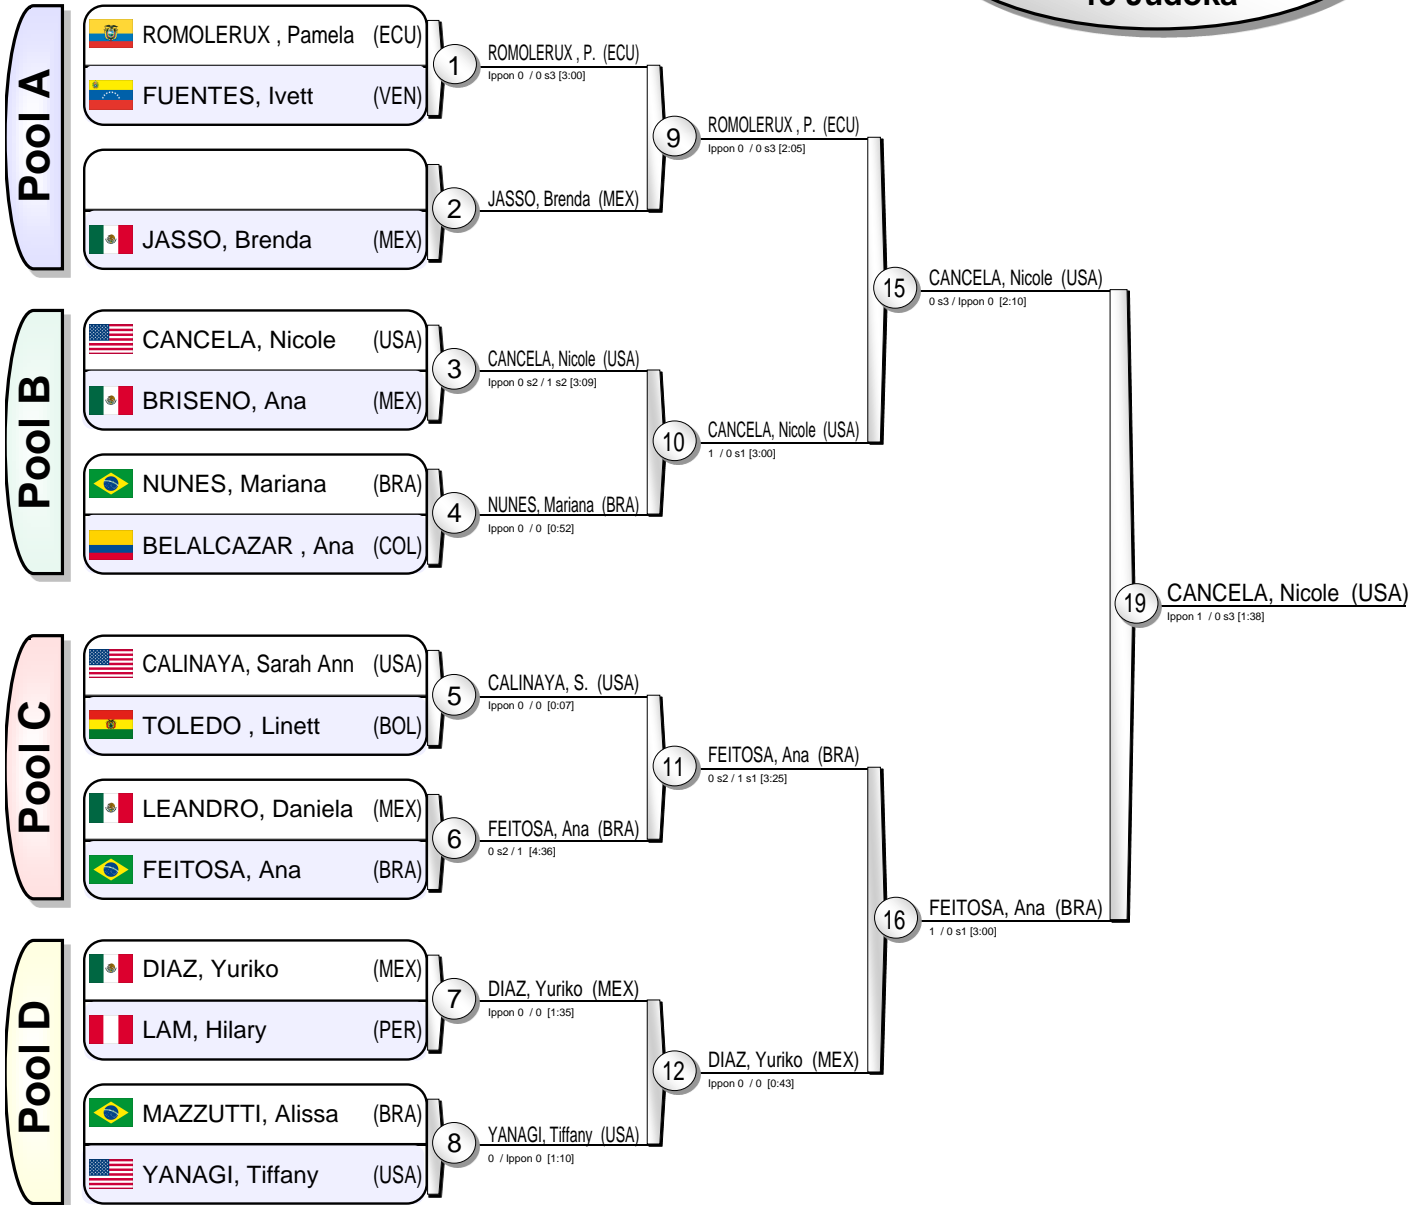 15 Judoka
Pool A
ROMOLERUX , Pamela (ECU)
FUENTES, Ivett (VEN)
JASSO, Brenda (MEX)
1
ROMOLERUX , P. (ECU)
Ippon 0 / 0 s3 [3:00]
2
JASSO, Brenda (MEX)
9
ROMOLERUX , P. (ECU)
Ippon 0 / 0 s3 [2:05]
Pool B
CANCELA, Nicole (USA)
BRISENO, Ana (MEX)
NUNES, Mariana (BRA)
BELALCAZAR , Ana (COL)
3
CANCELA, Nicole (USA)
Ippon 0 s2 / 1 s2 [3:09]
4
NUNES, Mariana (BRA)
Ippon 0 / 0 [0:52]
10
CANCELA, Nicole (USA)
1 / 0 s1 [3:00]
15
CANCELA, Nicole (USA)
0 s3 / Ippon 0 [2:10]
Pool C
CALINAYA, Sarah Ann (USA)
TOLEDO , Linett (BOL)
LEANDRO, Daniela (MEX)
FEITOSA, Ana (BRA)
5
CALINAYA, S. (USA)
Ippon 0 / 0 [0:07]
6
FEITOSA, Ana (BRA)
0 s2 / 1 [4:36]
11
FEITOSA, Ana (BRA)
0 s2 / 1 s1 [3:25]
Pool D
DIAZ, Yuriko (MEX)
LAM, Hilary (PER)
MAZZUTTI, Alissa (BRA)
YANAGI, Tiffany (USA)
7
DIAZ, Yuriko (MEX)
Ippon 0 / 0 [1:35]
8
YANAGI, Tiffany (USA)
0 / Ippon 0 [1:10]
12
DIAZ, Yuriko (MEX)
Ippon 0 / 0 [0:43]
16
FEITOSA, Ana (BRA)
1 / 0 s1 [3:00]
19
CANCELA, Nicole (USA)
Ippon 1 / 0 s3 [1:38]